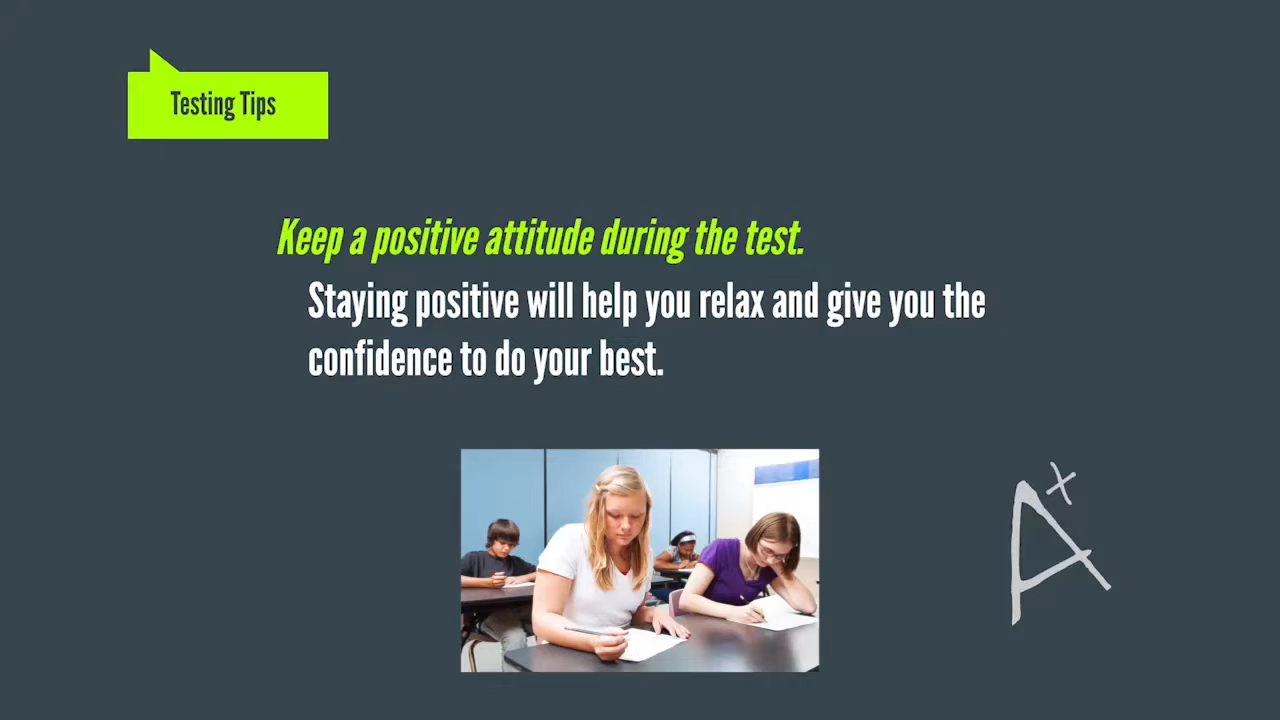 Testing Tips
Keep a positive attitude during the test.
Staying positive will help you relax and give you the
confidence to do your best.
A+